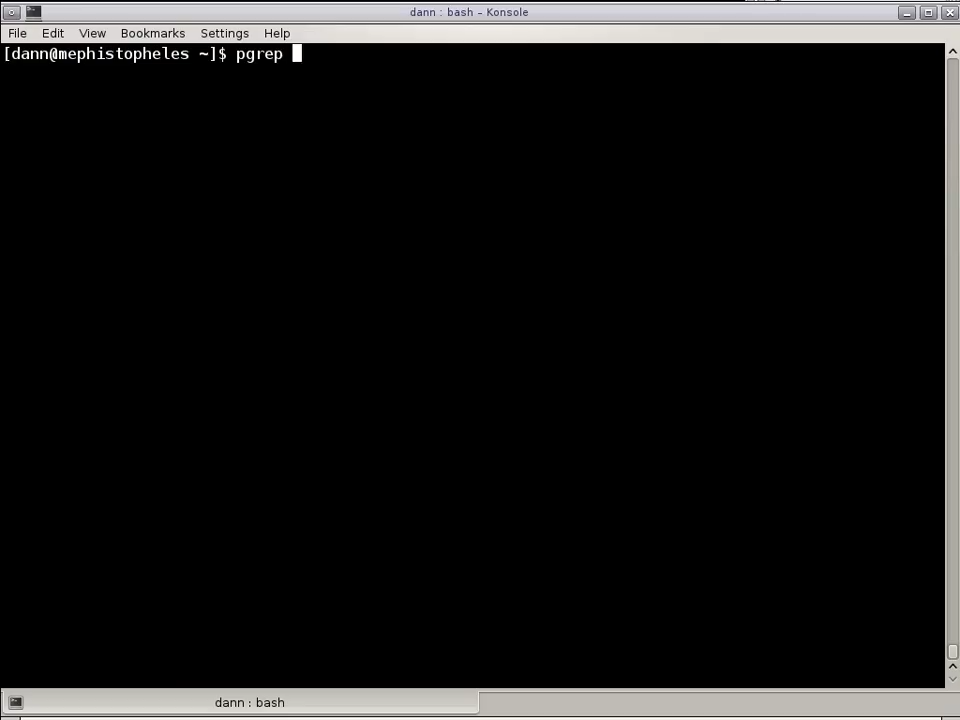 dann : bash – Konsole
File Edit View Bookmarks Settings Help
[dann@mephistopheles ~]$ pgrep
dann : bash